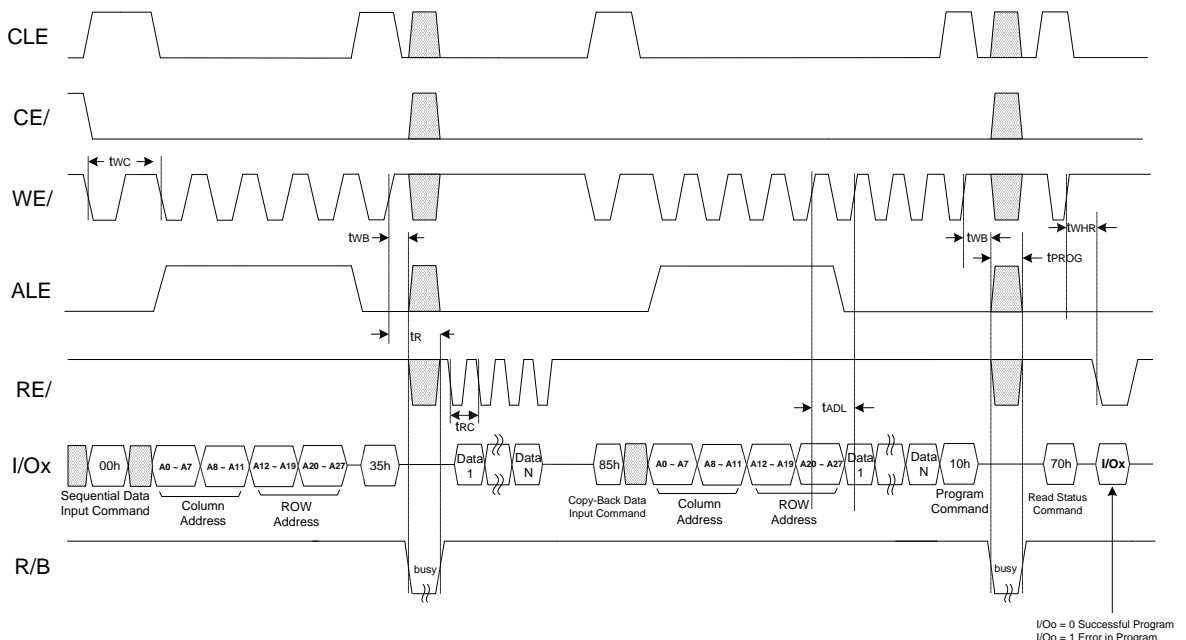 CLE
CE/
tWC
WE/
tWB
tWB
tWHR
tPROG
ALE
tR
RE/
tRC
tADL
I/Ox
00h
A0 ~ A7
A8 ~ A11
A12 ~ A19
A20 ~ A27
35h
Data 1
Data N
85h
A0 ~ A7
A8 ~ A11
A12 ~ A19
A20 ~ A27
Data 1
Data N
10h
70h
I/Ox
Sequential Data
Input Command
Column
Address
ROW
Address
Copy-Back Data
Input Command
Column
Address
ROW
Address
Program
Command
Read Status
Command
R/B
busy
busy
I/Oo = 0 Successful Program
I/Oo = 1 Error in Program